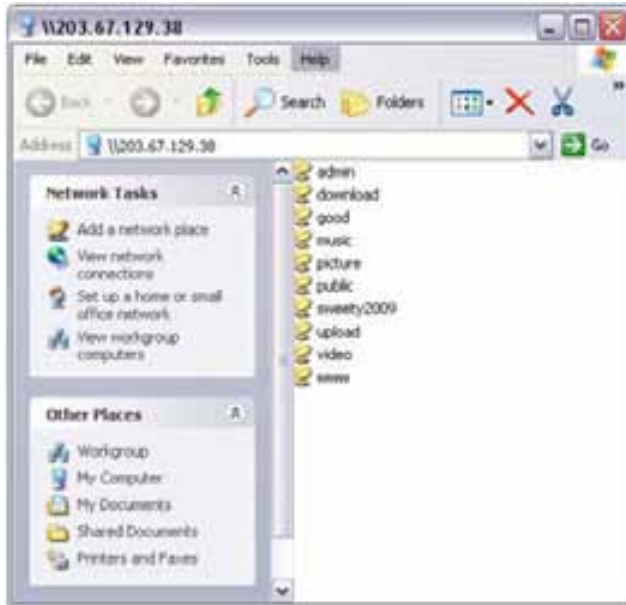 \\203.67.129.38
File Edit View Favorites Tools Help
Back Search Folders
Address \\203.67.129.38 Go
Network Tasks
Add a network place
View network
connections
Set up a home or small
office network
View workgroup
computers
Other Places
Workgroup
My Computer
My Documents
Shared Documents
Printers and Faxes
admin
download
good
music
picture
public
sweety2009
upload
video
www